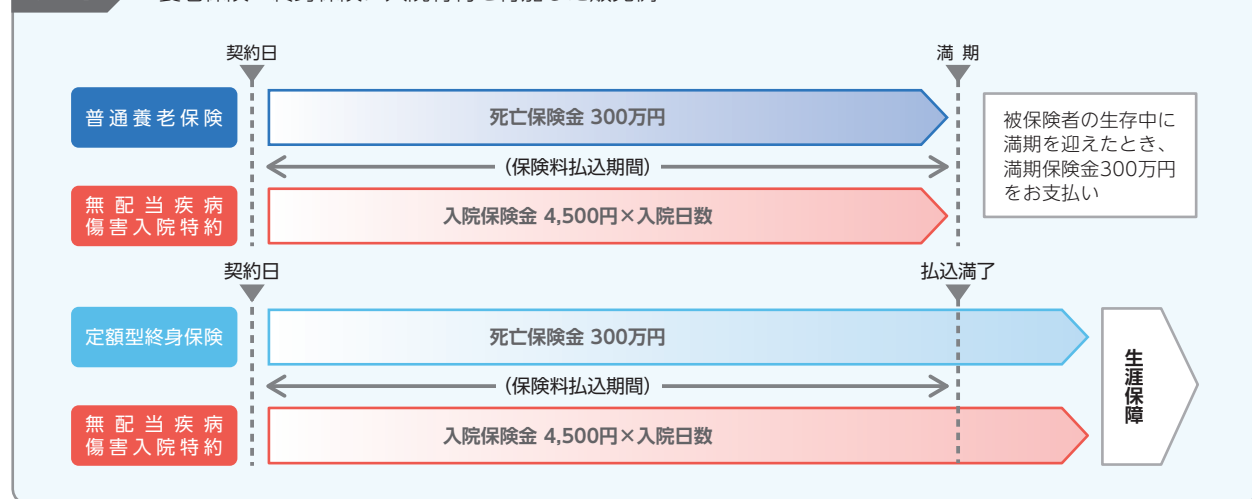 契約日
満 期
普通養老保険
死亡保険金 300万円
(保険料払込期間)
無配当疾病
傷害入院特約
入院保険金 4,500円×入院日数
被保険者の生存中に
満期を迎えたとき、
満期保険金300万円
をお支払い
契約日
払込満了
定額型終身保険
死亡保険金 300万円
(保険料払込期間)
無配当疾病
傷害入院特約
入院保険金 4,500円×入院日数
生涯保障